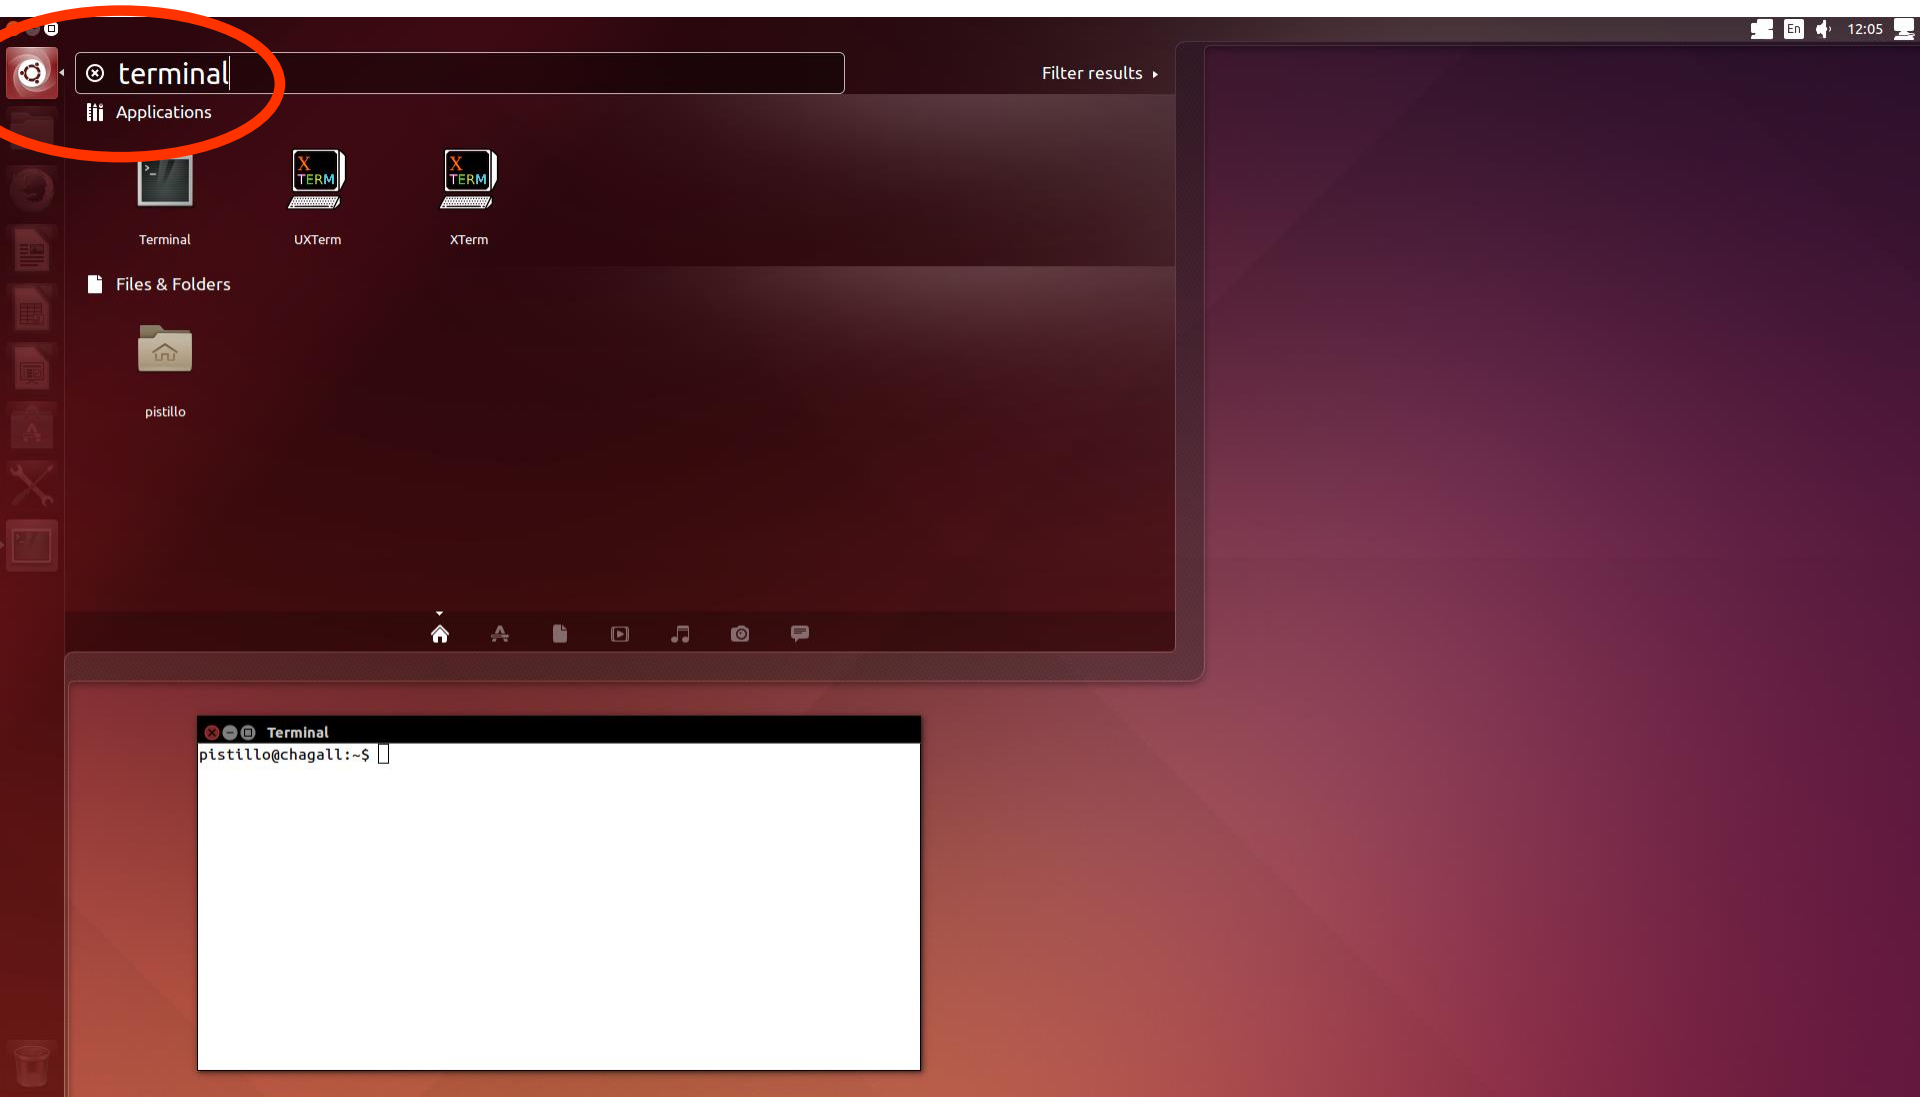 En
12:05
terminal
Filter results
Applications
X
TERM
X
TERM
Terminal
UXTerm
XTerm
Files & Folders
pistillo
Terminal
pistillo@chagall:~$